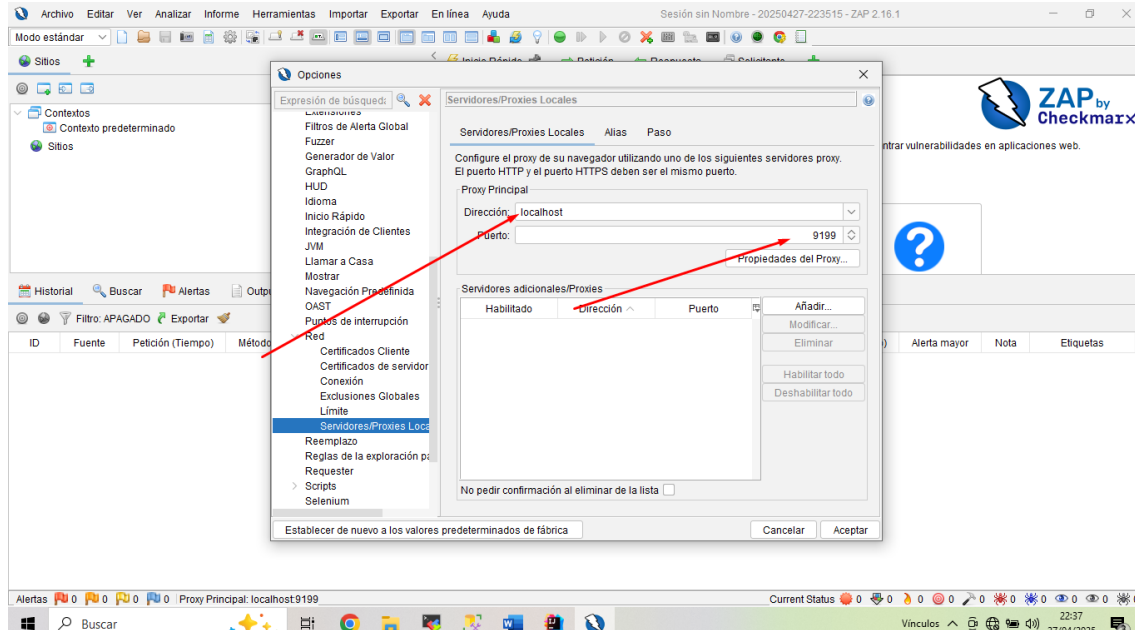 Archivo Editar Ver Analizar Informe Herramientas Importar Exportar En línea Ayuda
Sesión sin Nombre - 20250427-223515 - ZAP 2.16.1
Modo estándar
Sitios
Contextos
Contexto predeterminado
Sitios
Opciones
Servidores/Proxies Locales
Filtros de Alerta Global
Fuzzer
Generador de Valor
GraphQL
HUD
Idioma
Inicio Rápido
Integración de Clientes
JVM
Llamar a Casa
Mostrar
Navegación Predefinida
OAST
Puntos de interrupción
Red
Certificados Cliente
Certificados de servidor
Conexión
Exclusiones Globales
Límite
Servidores/Proxies Loca
Reemplazo
Reglas de la exploración pa
Requester
Scripts
Selenium
Servidores/Proxies Locales Alias Paso
Configure el proxy de su navegador utilizando uno de los siguientes servidores proxy.
El puerto HTTP y el puerto HTTPS deben ser el mismo puerto.
Proxy Principal
Dirección: localhost
Puerto: 9199
Propiedades del Proxy...
Servidores adicionales/Proxies
Habilitado Dirección Puerto
Añadir...
Modificar...
Eliminar
Habilitar todo
Deshabilitar todo
No pedir confirmación al eliminar de la lista
Establecer de nuevo a los valores predeterminados de fábrica
Cancelar Aceptar
ZAP by
Checkmarx
ntrar vulnerabilidades en aplicaciones web.
Historial Buscar Alertas Outpu
Filtro: APAGADO Exportar
ID Fuente Petición (Tiempo) Método
Alerta mayor Nota Etiquetas
Alertas 0 0 0 0 Proxy Principal: localhost:9199
Current Status 0 0 0 0 0 0 0 0 0
Buscar
Vínculos
22:37
27/04/2025